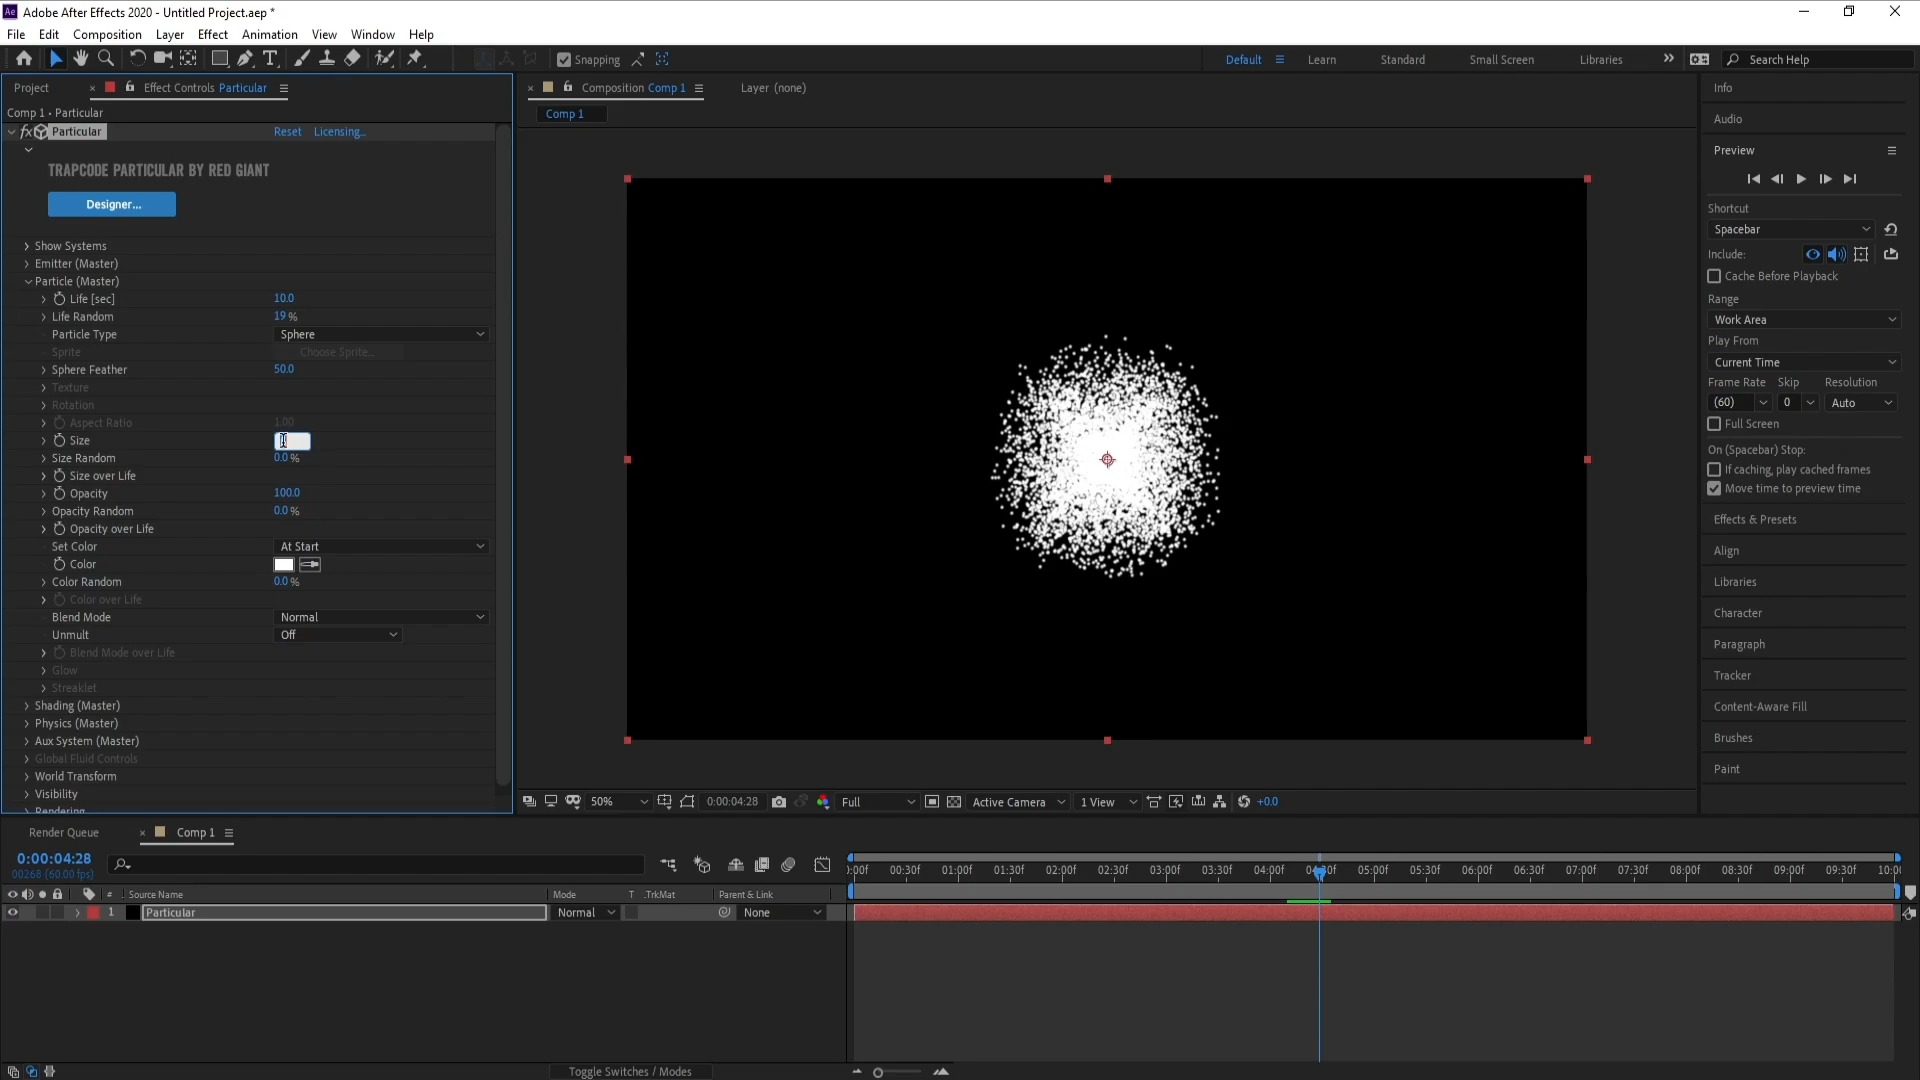 Ae Adobe After Effects 2020 - Untitled Project.aep *
File Edit Composition Layer Effect Animation View Window Help
Snapping
Default Learn Standard Small Screen Libraries
Search Help
Project
Effect Controls Particular
Comp 1 • Particular
fx Particular Reset Licensing...
TRAPCODE PARTICULAR BY RED GIANT
Designer...
Show Systems
Emitter (Master)
Particle (Master)
Life [sec] 10.0
Life Random 19 %
Particle Type Sphere
Sprite Choose Sprite...
Sphere Feather 50.0
Texture
Rotation
Aspect Ratio 1.00
Size
Size Random 0.0 %
Size over Life
Opacity 100.0
Opacity Random 0.0 %
Opacity over Life
Set Color At Start
Color
Color Random 0.0 %
Color over Life
Blend Mode Normal
Unmult Off
Blend Mode over Life
Glow
Streaklet
Shading (Master)
Physics (Master)
Aux System (Master)
Global Fluid Controls
World Transform
Visibility
Rendering
Composition Comp 1
Layer (none)
Comp 1
50% 0:00:04:28 Full Active Camera 1 View +0.0
Info
Audio
Preview
Shortcut
Spacebar
Include:
Cache Before Playback
Range
Work Area
Play From
Current Time
Frame Rate Skip Resolution
(60) 0 Auto
Full Screen
On (Spacebar) Stop:
If caching, play cached frames
Move time to preview time
Effects & Presets
Align
Libraries
Character
Paragraph
Tracker
Content-Aware Fill
Brushes
Paint
Render Queue
Comp 1
0:00:04:28
00268 (60.00 fps)
# Source Name Mode T .TrkMat Parent & Link
1 Particular Normal None
00:30f 01:00f 01:30f 02:00f 02:30f 03:00f 03:30f 04:00f 05:00f 05:30f 06:00f 06:30f 07:00f 07:30f 08:00f 08:30f 09:00f 09:30f
Toggle Switches / Modes